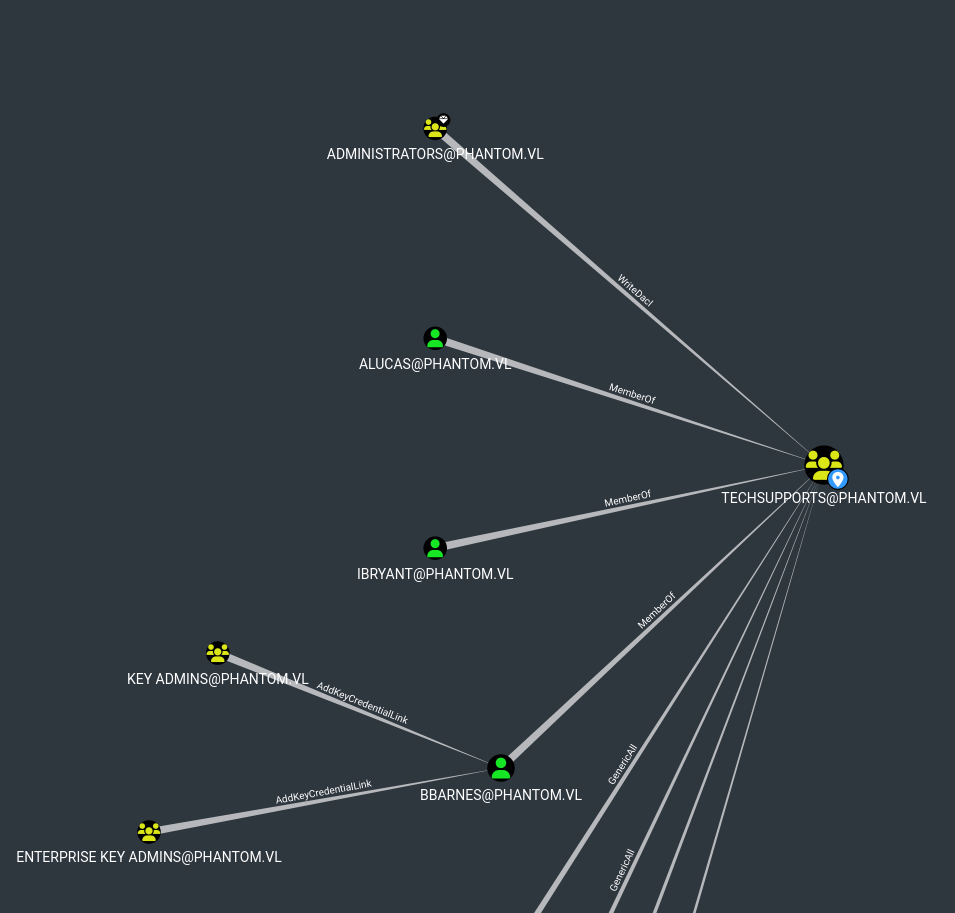 ADMINISTRATORS@PHANTOM.VL
WriteDacl
ALUCAS@PHANTOM.VL
MemberOf
TECHSUPPORTS@PHANTOM.VL
MemberOf
IBRYANT@PHANTOM.VL
MemberOf
KEY ADMINS@PHANTOM.VL
AddKeyCredentialLink
GenericAll
AddKeyCredentialLink
BBARNES@PHANTOM.VL
ENTERPRISE KEY ADMINS@PHANTOM.VL
GenericAll